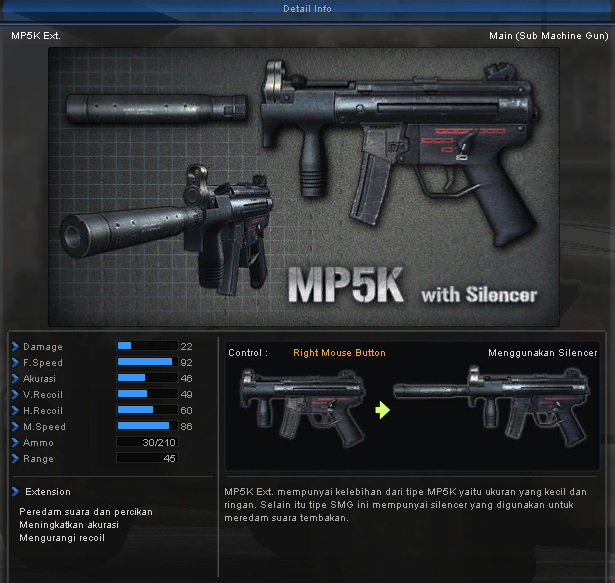 Detail Info
MP5K Ext. Main (Sub Machine Gun)
MP5K with Silencer
Damage 22
F.Speed 92
Akurasi 46
V.Recoil 49
H.Recoil 60
M.Speed 86
Ammo 30/210
Range 45
Control : Right Mouse Button Menggunakan Silencer
Extension
Peredam suara dan percikan
Meningkatkan akurasi
Mengurangi recoil
MP5K Ext. mempunyai kelebihan dari tipe MP5K yaitu ukuran yang kecil dan
ringan. Selain itu tipe SMG ini mempunyai silencer yang digunakan untuk
meredam suara tembakan.